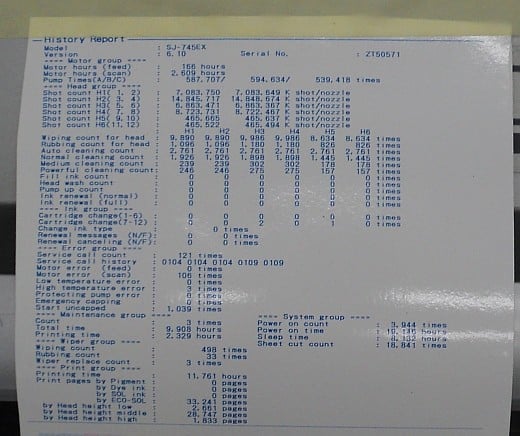 History Report
Model : SJ-745EX
Version : 6.10 Serial No. : ZT50571
---- Motor group ----
Motor hours (feed) : 166 hours
Motor hours (scan) : 2,609 hours
Pump Times(A/B/C) : 587,707/ 594,634/ 539,418 times
---- Head group ----
Shot count H1( 1, 2) : 7,083,750 7,083,649 K shot/nozzle
Shot count H2( 3, 4) : 14,845,717 14,848,674 K shot/nozzle
Shot count H3( 5, 6) : 6,863,471 6,853,367 K shot/nozzle
Shot count H4( 7, 8) : 8,723,731 8,722,467 K shot/nozzle
Shot count H5( 9,10) : 465,665 465,637 K shot/nozzle
Shot count H6(11,12) : 465,522 465,494 K shot/nozzle
H1 H2 H3 H4 H5 H6
Wiping count for head : 9,890 9,890 9,986 9,986 8,634 8,634 times
Rubbing count for head : 1,096 1,096 1,180 1,180 826 826 times
Auto cleaning count : 2,761 2,761 2,761 2,761 2,761 2,761 times
Normal cleaning count : 1,926 1,926 1,898 1,898 1,445 1,445 times
Medium cleaning count : 239 239 302 302 178 178 times
Powerful cleaning count : 246 246 275 275 157 157 times
Fill ink count : 0 0 0 0 0 0 times
Head wash count : 0 0 0 0 0 0 times
Pump up count : 0 0 0 0 0 0 times
Ink renewal (normal) : 0 0 0 0 0 0 times
Ink renewal (full) : 0 0 0 0 0 0 times
---- Ink group ----
Cartridge change(1-6) : 0 0 0 0 0 0 times
Cartridge change(7-12) : 0 0 2 0 1 0 times
Change ink type : 0 times
Renewal messages (N/F): 0 0 times
Renewal canceling (N/F): 0 0 times
---- Error group ----
Service call count : 121 times
Service call history : 0104 0104 0104 0109 0109
Motor error (feed) : 0 times
Motor error (scan) : 106 times
Low temperature error : 0 times
High temperature error : 3 times
Protecting pump error : 0 times
Emergency capping : 0 times
Start uncapped : 1,039 times
---- Maintenance group ----
Count : 3 times
Total time : 9,908 hours
Printing time : 2,329 hours
---- Wiper group ----
Wiping count : 498 times
Rubbing count : 33 times
Wiper replace count : 3 times
---- Print group ----
Printing time : 11,761 hours
Print pages by Pigment : 0 pages
by Dye ink : 0 pages
by SOL ink : 0 pages
by ECO-SOL : 33,241 pages
by Head height low : 2,661 pages
by Head height middle : 28,747 pages
by Head height high : 1,833 pages
---- System group ----
Power on count : 3,944 times
Power on time : hours
Sleep time : hours
Sheet cut count : 18,841 times